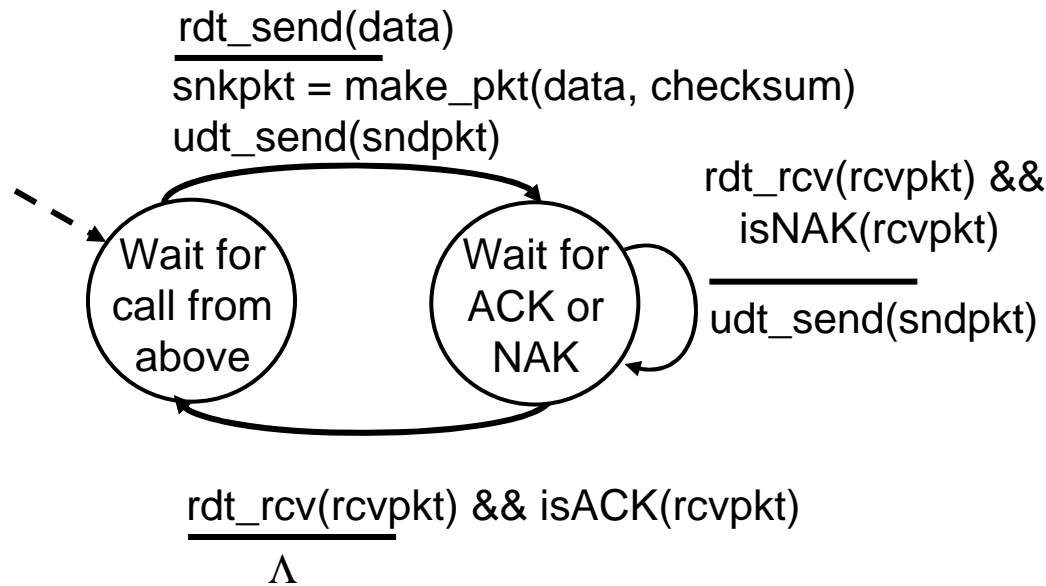 rdt_send(data)
snkpkt = make_pkt(data, checksum)
udt_send(sndpkt)
rdt_rcv(rcvpkt) &&
isNAK(rcvpkt)
udt_send(sndpkt)
Wait for
call from
above
Wait for
ACK or
NAK
rdt_rcv(rcvpkt) && isACK(rcvpkt)
Λ